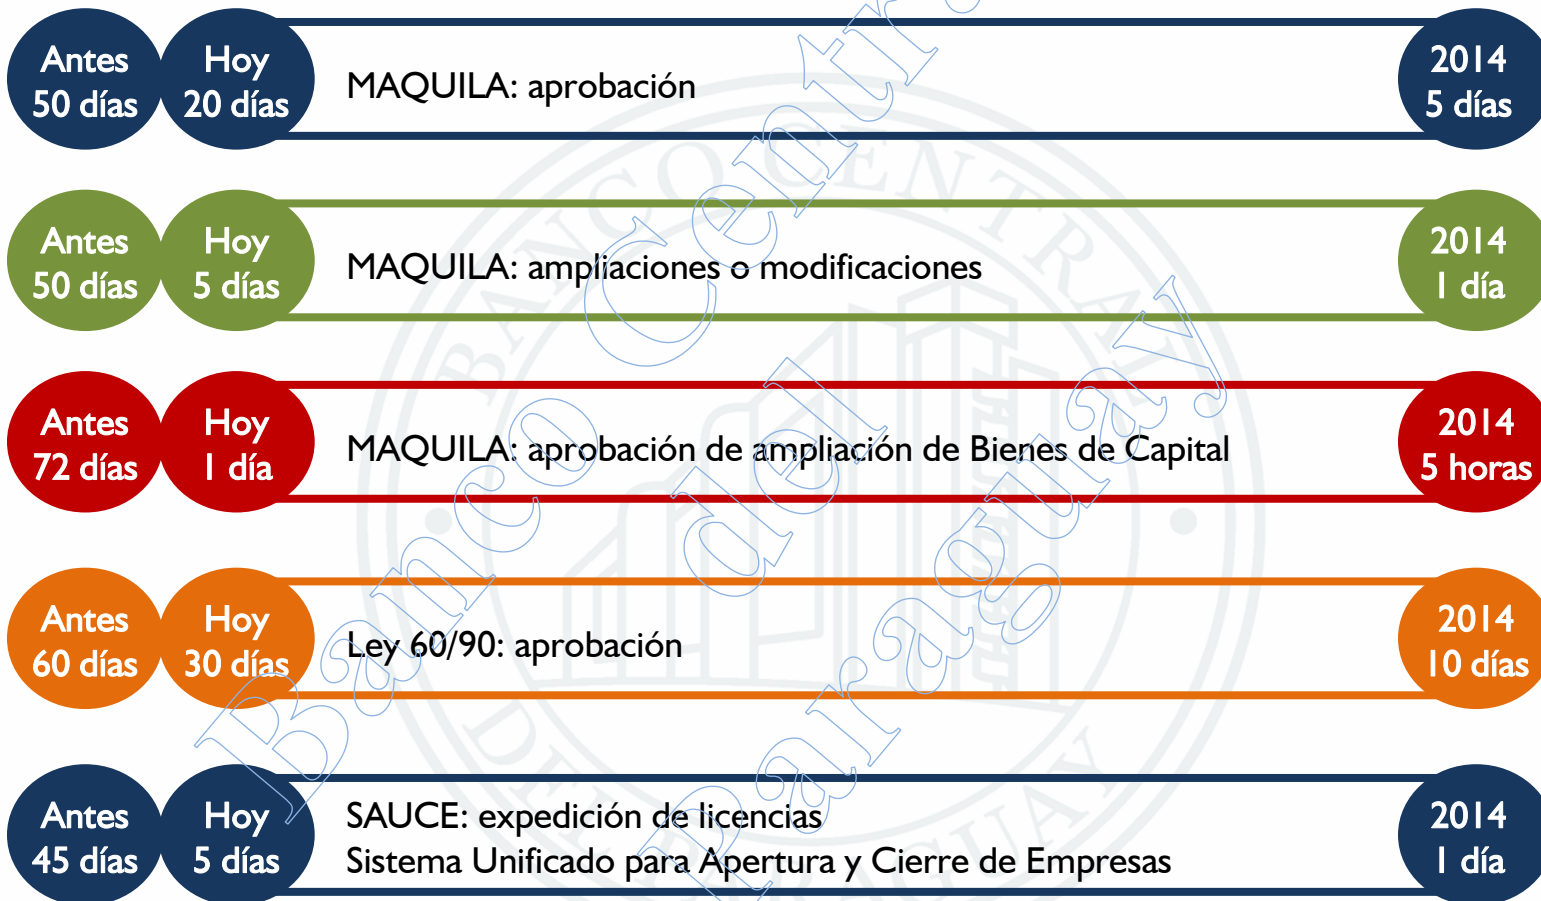 Antes
50 días
Hoy
20 días
MAQUILA: aprobación
2014
5 días
Antes
50 días
Hoy
5 días
MAQUILA: ampliaciones o modificaciones
2014
1 día
Antes
72 días
Hoy
1 día
MAQUILA: aprobación de ampliación de Bienes de Capital
2014
5 horas
Antes
60 días
Hoy
30 días
Ley 60/90: aprobación
2014
10 días
Antes
45 días
Hoy
5 días
SAUCE: expedición de licencias
Sistema Unificado para Apertura y Cierre de Empresas
2014
1 día
BANCO CENTRAL
DEL PARAGUAY
Banco Centr
del
Paraguay